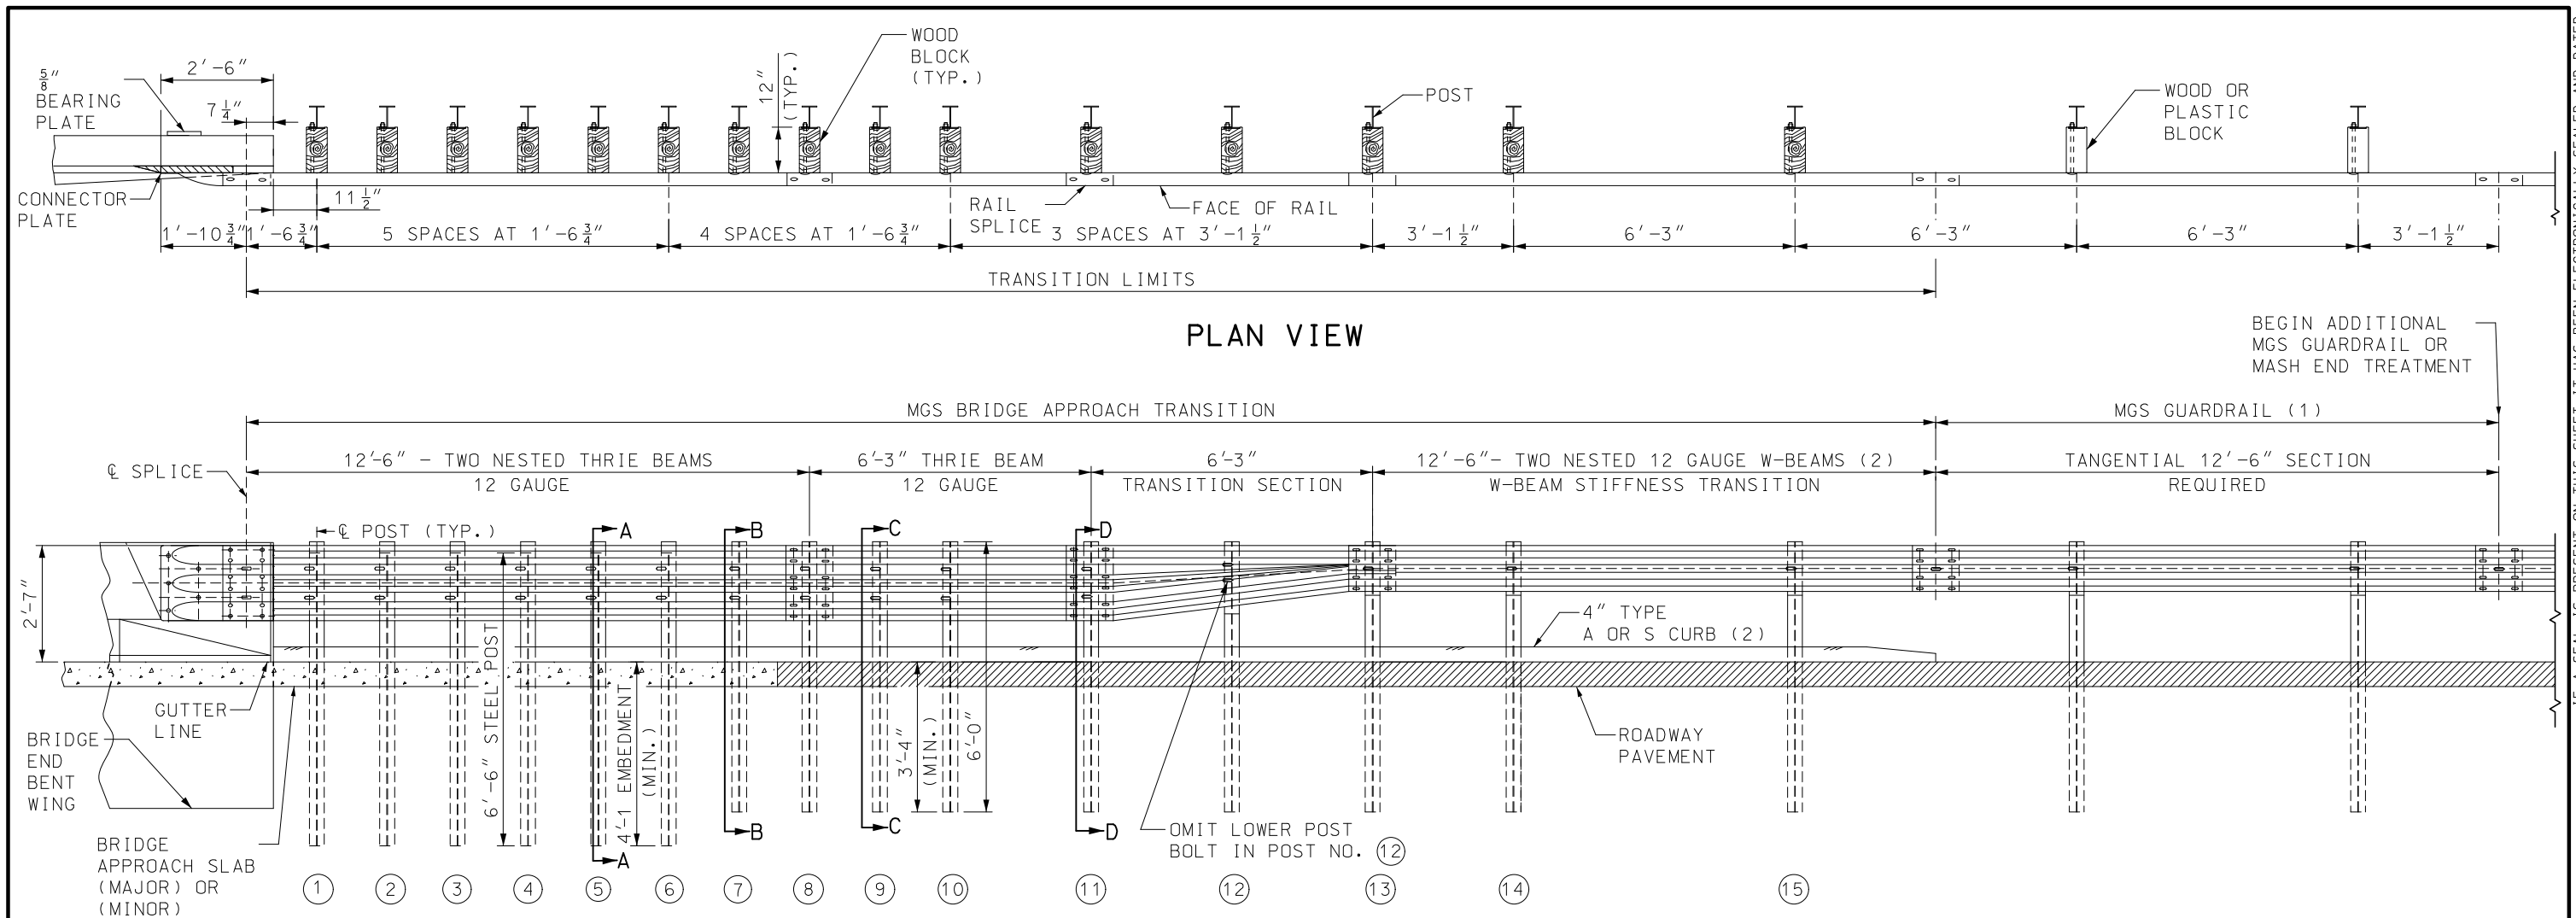 WOOD
BLOCK
(TYP.)
2'-6"
5/8"
BEARING
PLATE
7 1/4"
12"
(TYP.)
POST
WOOD OR
PLASTIC
BLOCK
CONNECTOR
PLATE
11 1/2"
RAIL
SPLICE
FACE OF RAIL
1'-10 3/4"
1'-6 3/4"
5 SPACES AT 1'-6 3/4"
4 SPACES AT 1'-6 3/4"
3 SPACES AT 3'-1 1/2"
3'-1 1/2"
6'-3"
6'-3"
6'-3"
3'-1 1/2"
TRANSITION LIMITS
PLAN VIEW
BEGIN ADDITIONAL
MGS GUARDRAIL OR
MASH END TREATMENT
MGS BRIDGE APPROACH TRANSITION
MGS GUARDRAIL (1)
℄ SPLICE
12'-6" - TWO NESTED THRIE BEAMS
12 GAUGE
6'-3" THRIE BEAM
12 GAUGE
6'-3"
TRANSITION SECTION
12'-6"- TWO NESTED 12 GAUGE W-BEAMS (2)
W-BEAM STIFFNESS TRANSITION
TANGENTIAL 12'-6" SECTION
REQUIRED
℄ POST (TYP.)
A
B
C
D
2'-7"
4" TYPE
A OR S CURB (2)
6'-6" STEEL POST
4'-1 EMBEDMENT
(MIN.)
3'-4"
(MIN.)
6'-0"
GUTTER
LINE
BRIDGE
END
BENT
WING
ROADWAY
PAVEMENT
A
B
C
D
OMIT LOWER POST
BOLT IN POST NO. 12
BRIDGE
APPROACH SLAB
(MAJOR) OR
(MINOR)
1 2 3 4 5 6 7 8 9 10 11 12 13 14 15